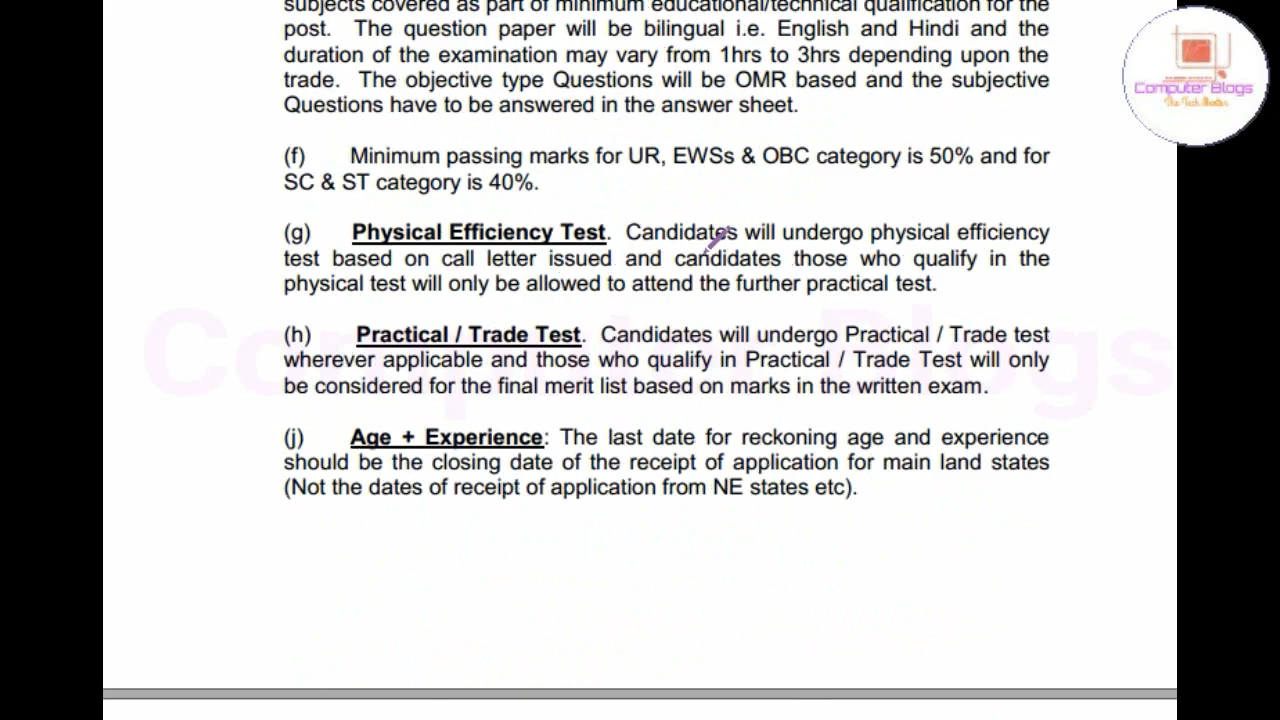 subjects covered as part of minimum educational/technical qualification for the
post. The question paper will be bilingual i.e. English and Hindi and the
duration of the examination may vary from 1hrs to 3hrs depending upon the
trade. The objective type Questions will be OMR based and the subjective
Questions have to be answered in the answer sheet.
(f) Minimum passing marks for UR, EWSs & OBC category is 50% and for
SC & ST category is 40%.
(g) Physical Efficiency Test. Candidates will undergo physical efficiency
test based on call letter issued and candidates those who qualify in the
physical test will only be allowed to attend the further practical test.
(h) Practical / Trade Test. Candidates will undergo Practical / Trade test
wherever applicable and those who qualify in Practical / Trade Test will only
be considered for the final merit list based on marks in the written exam.
(j) Age + Experience: The last date for reckoning age and experience
should be the closing date of the receipt of application for main land states
(Not the dates of receipt of application from NE states etc).
Computer Blogs
Computer Blogs
The Tech Master